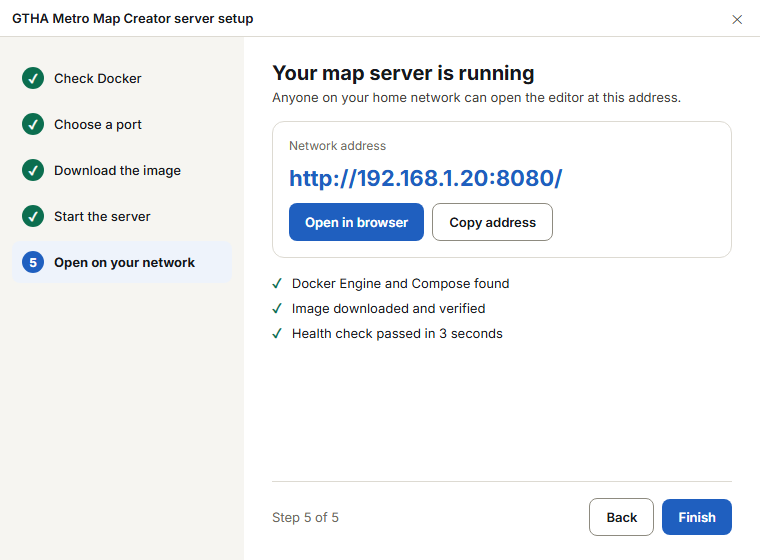 GTHA Metro Map Creator server setup
Check Docker
Choose a port
Download the image
Start the server
5 Open on your network
Your map server is running
Anyone on your home network can open the editor at this address.
Network address
http://192.168.1.20:8080/
Open in browser
Copy address
Docker Engine and Compose found
Image downloaded and verified
Health check passed in 3 seconds
Step 5 of 5
Back
Finish